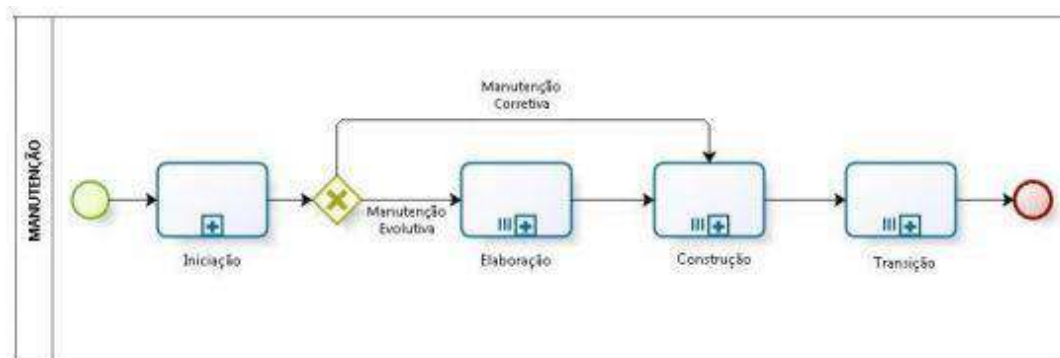 MANUTENÇÃO
Manutenção
Corretiva
Manutenção
Evolutiva
Iniciação
Elaboração
Construção
Transição